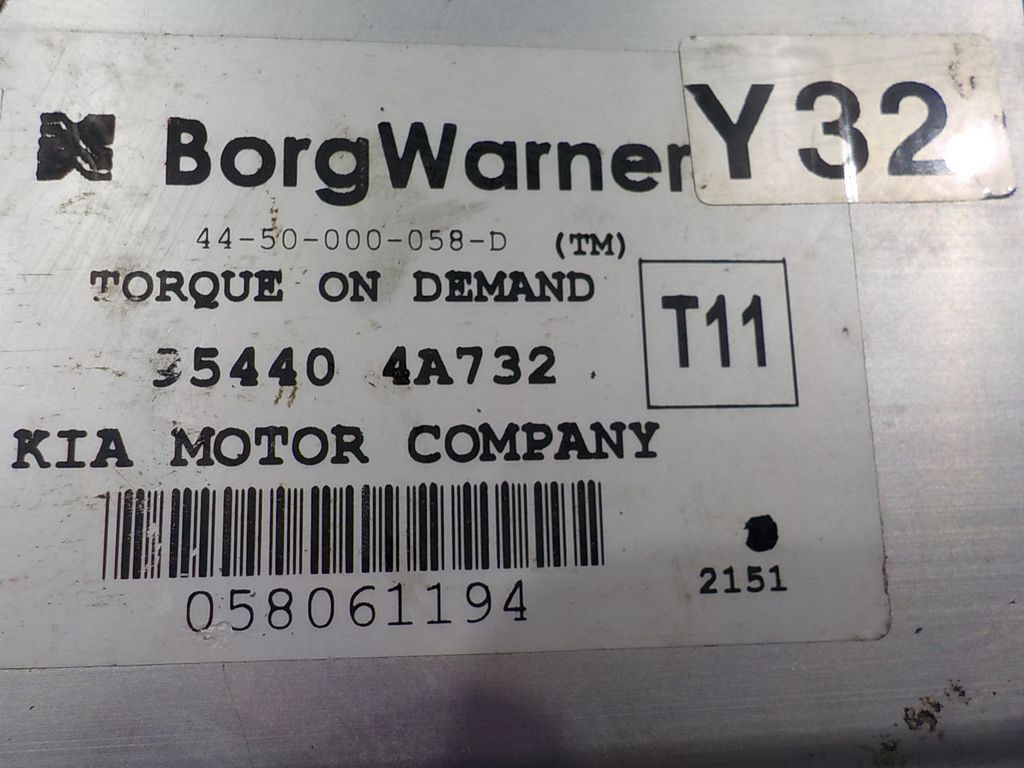 BorgWarner
Y32
44-50-000-058-D (TM)
TORQUE ON DEMAND
T11
35440 4A732
KIA MOTOR COMPANY
058061194
2151